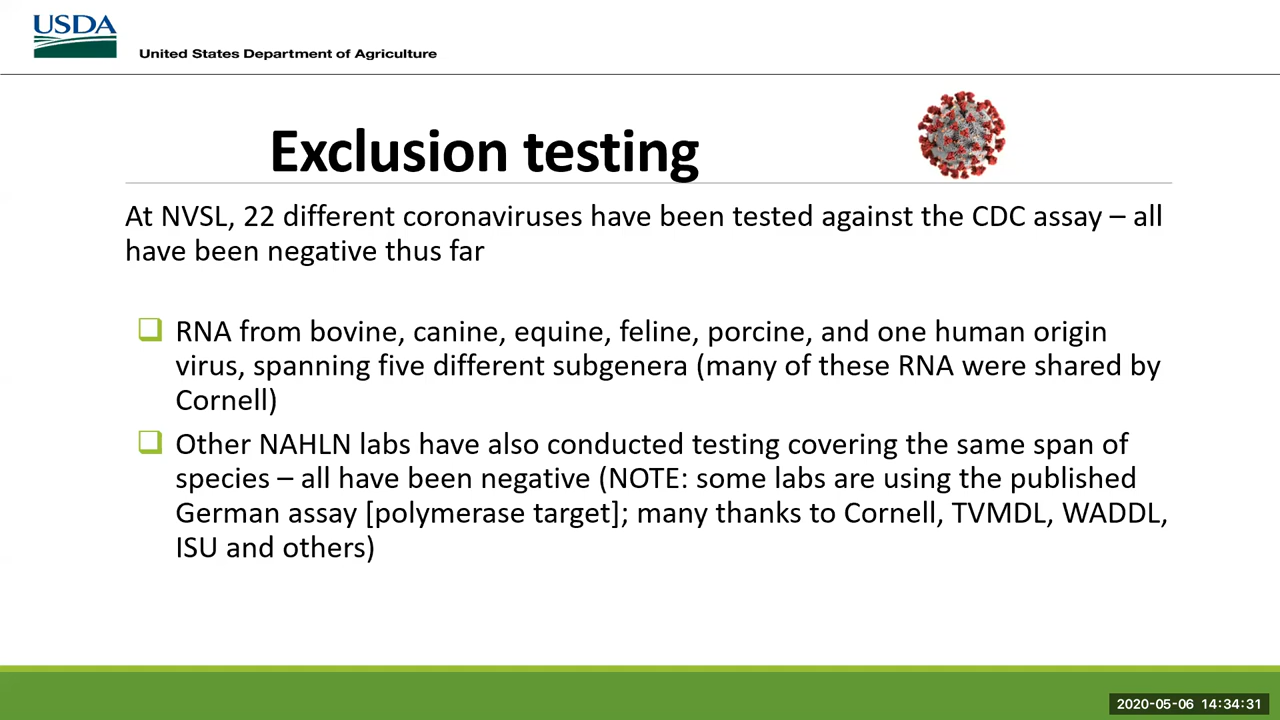 USDA
United States Department of Agriculture
Exclusion testing
At NVSL, 22 different coronaviruses have been tested against the CDC assay – all
have been negative thus far
RNA from bovine, canine, equine, feline, porcine, and one human origin
virus, spanning five different subgenera (many of these RNA were shared by
Cornell)
Other NAHLN labs have also conducted testing covering the same span of
species – all have been negative (NOTE: some labs are using the published
German assay [polymerase target]; many thanks to Cornell, TVMDL, WADDL,
ISU and others)
2020-05-06 14:34:31